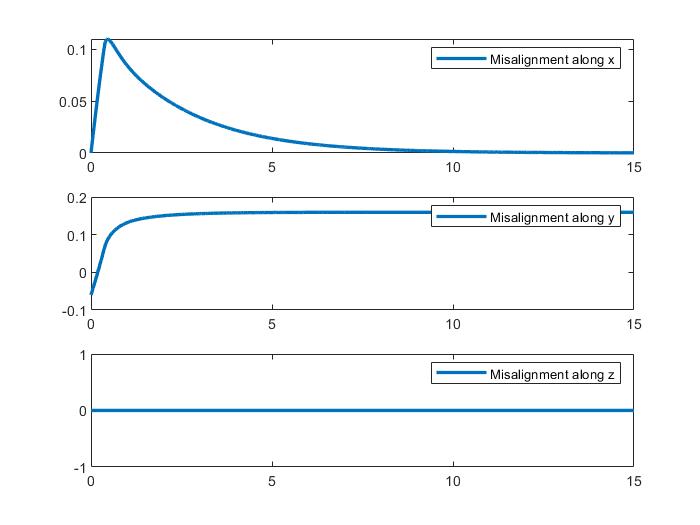 0.1
Misalignment along x
0.05
0
0 5 10 15
0.2
Misalignment along y
0.1
0
-0.1
0 5 10 15
1
Misalignment along z
0
-1
0 5 10 15